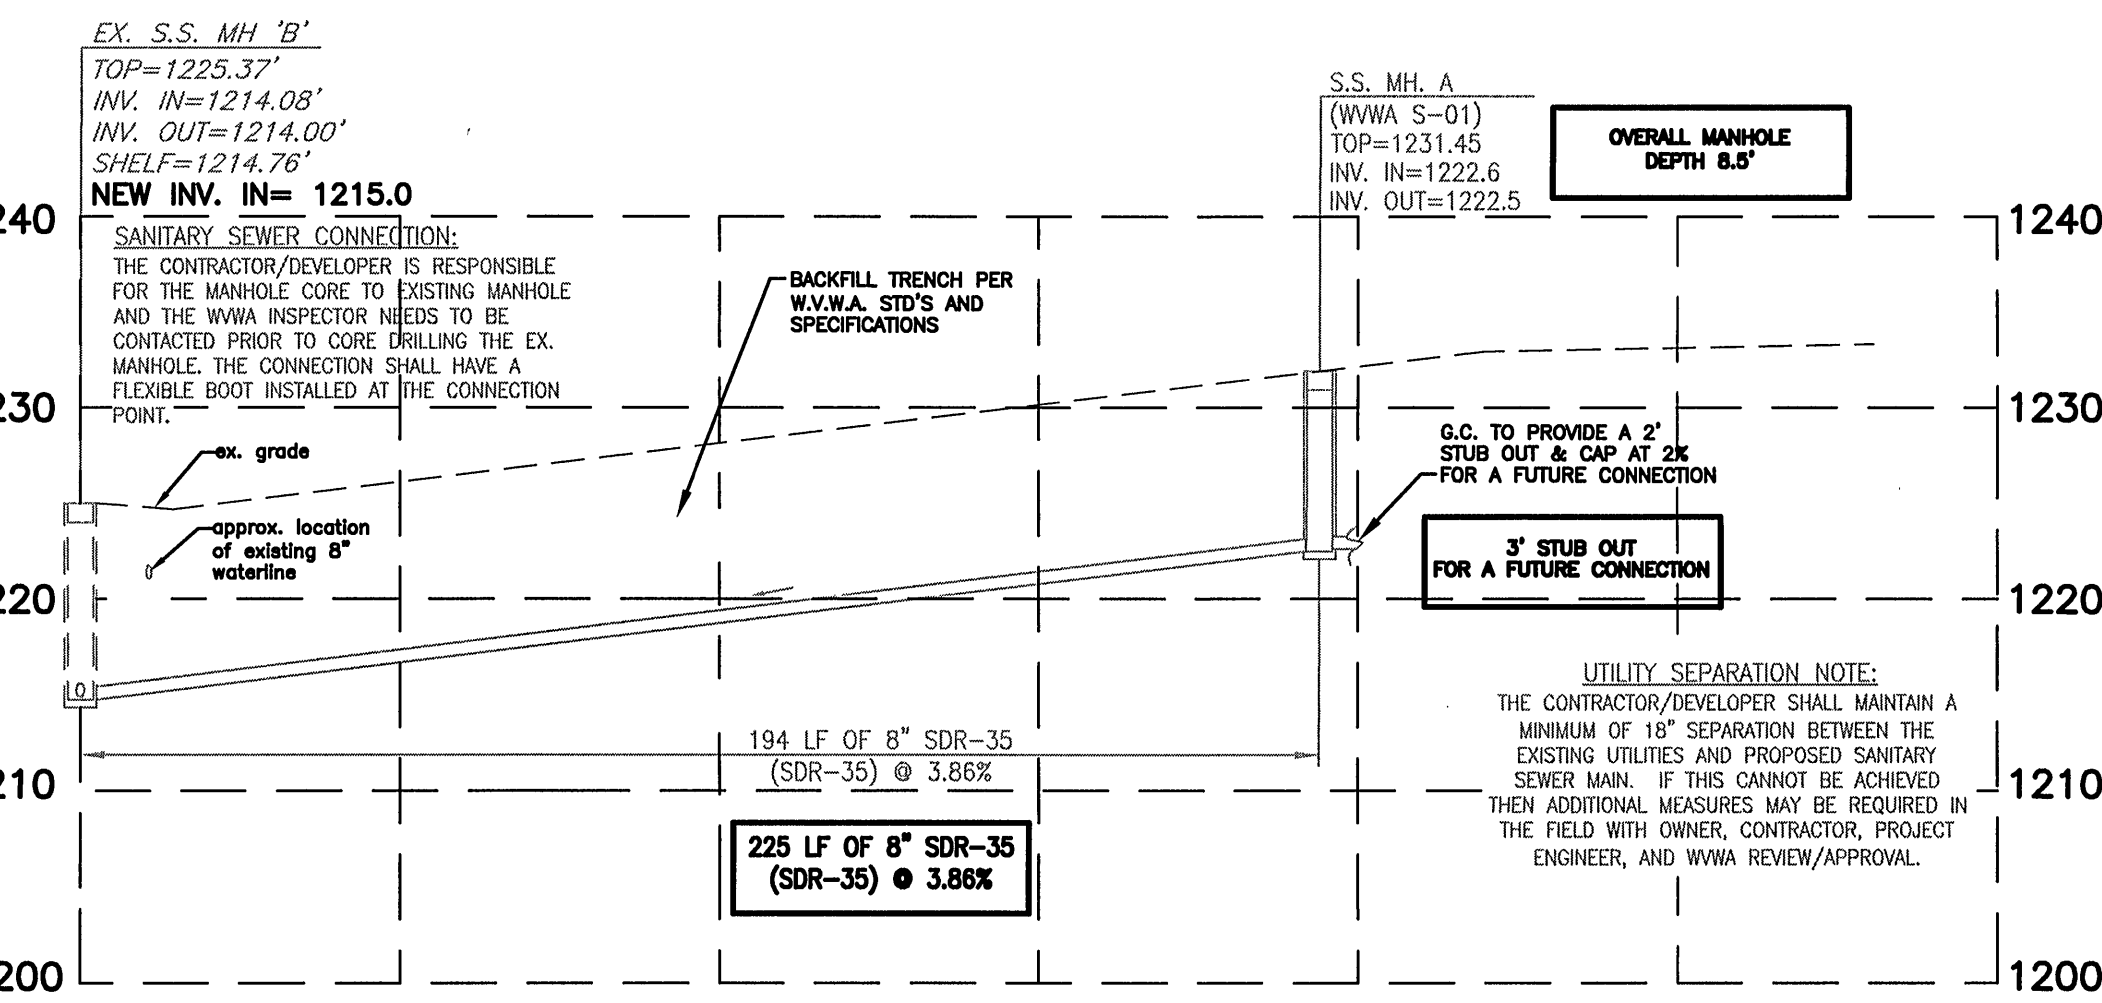 EX. S.S. MH 'B'
TOP=1225.37'
INV. IN=1214.08'
INV. OUT=1214.00'
SHELF=1214.76'
NEW INV. IN= 1215.0
S.S. MH. A
(WVWA S-01)
TOP=1231.45
INV. IN=1222.6
INV. OUT=1222.5
OVERALL MANHOLE
DEPTH 8.5'
240
1240
SANITARY SEWER CONNECTION:
THE CONTRACTOR/DEVELOPER IS RESPONSIBLE
FOR THE MANHOLE CORE TO EXISTING MANHOLE
AND THE WVWA INSPECTOR NEEDS TO BE
CONTACTED PRIOR TO CORE DRILLING THE EX.
MANHOLE. THE CONNECTION SHALL HAVE A
FLEXIBLE BOOT INSTALLED AT THE CONNECTION
POINT.
BACKFILL TRENCH PER
W.V.W.A. STD'S AND
SPECIFICATIONS
230
1230
ex. grade
approx. location
of existing 8"
waterline
G.C. TO PROVIDE A 2'
STUB OUT & CAP AT 2%
FOR A FUTURE CONNECTION
3' STUB OUT
FOR A FUTURE CONNECTION
220
1220
UTILITY SEPARATION NOTE:
THE CONTRACTOR/DEVELOPER SHALL MAINTAIN A
MINIMUM OF 18" SEPARATION BETWEEN THE
EXISTING UTILITIES AND PROPOSED SANITARY
SEWER MAIN. IF THIS CANNOT BE ACHIEVED
THEN ADDITIONAL MEASURES MAY BE REQUIRED IN
THE FIELD WITH OWNER, CONTRACTOR, PROJECT
ENGINEER, AND WVWA REVIEW/APPROVAL.
194 LF OF 8" SDR-35
(SDR-35) @ 3.86%
210
1210
225 LF OF 8" SDR-35
(SDR-35) @ 3.86%
200
1200